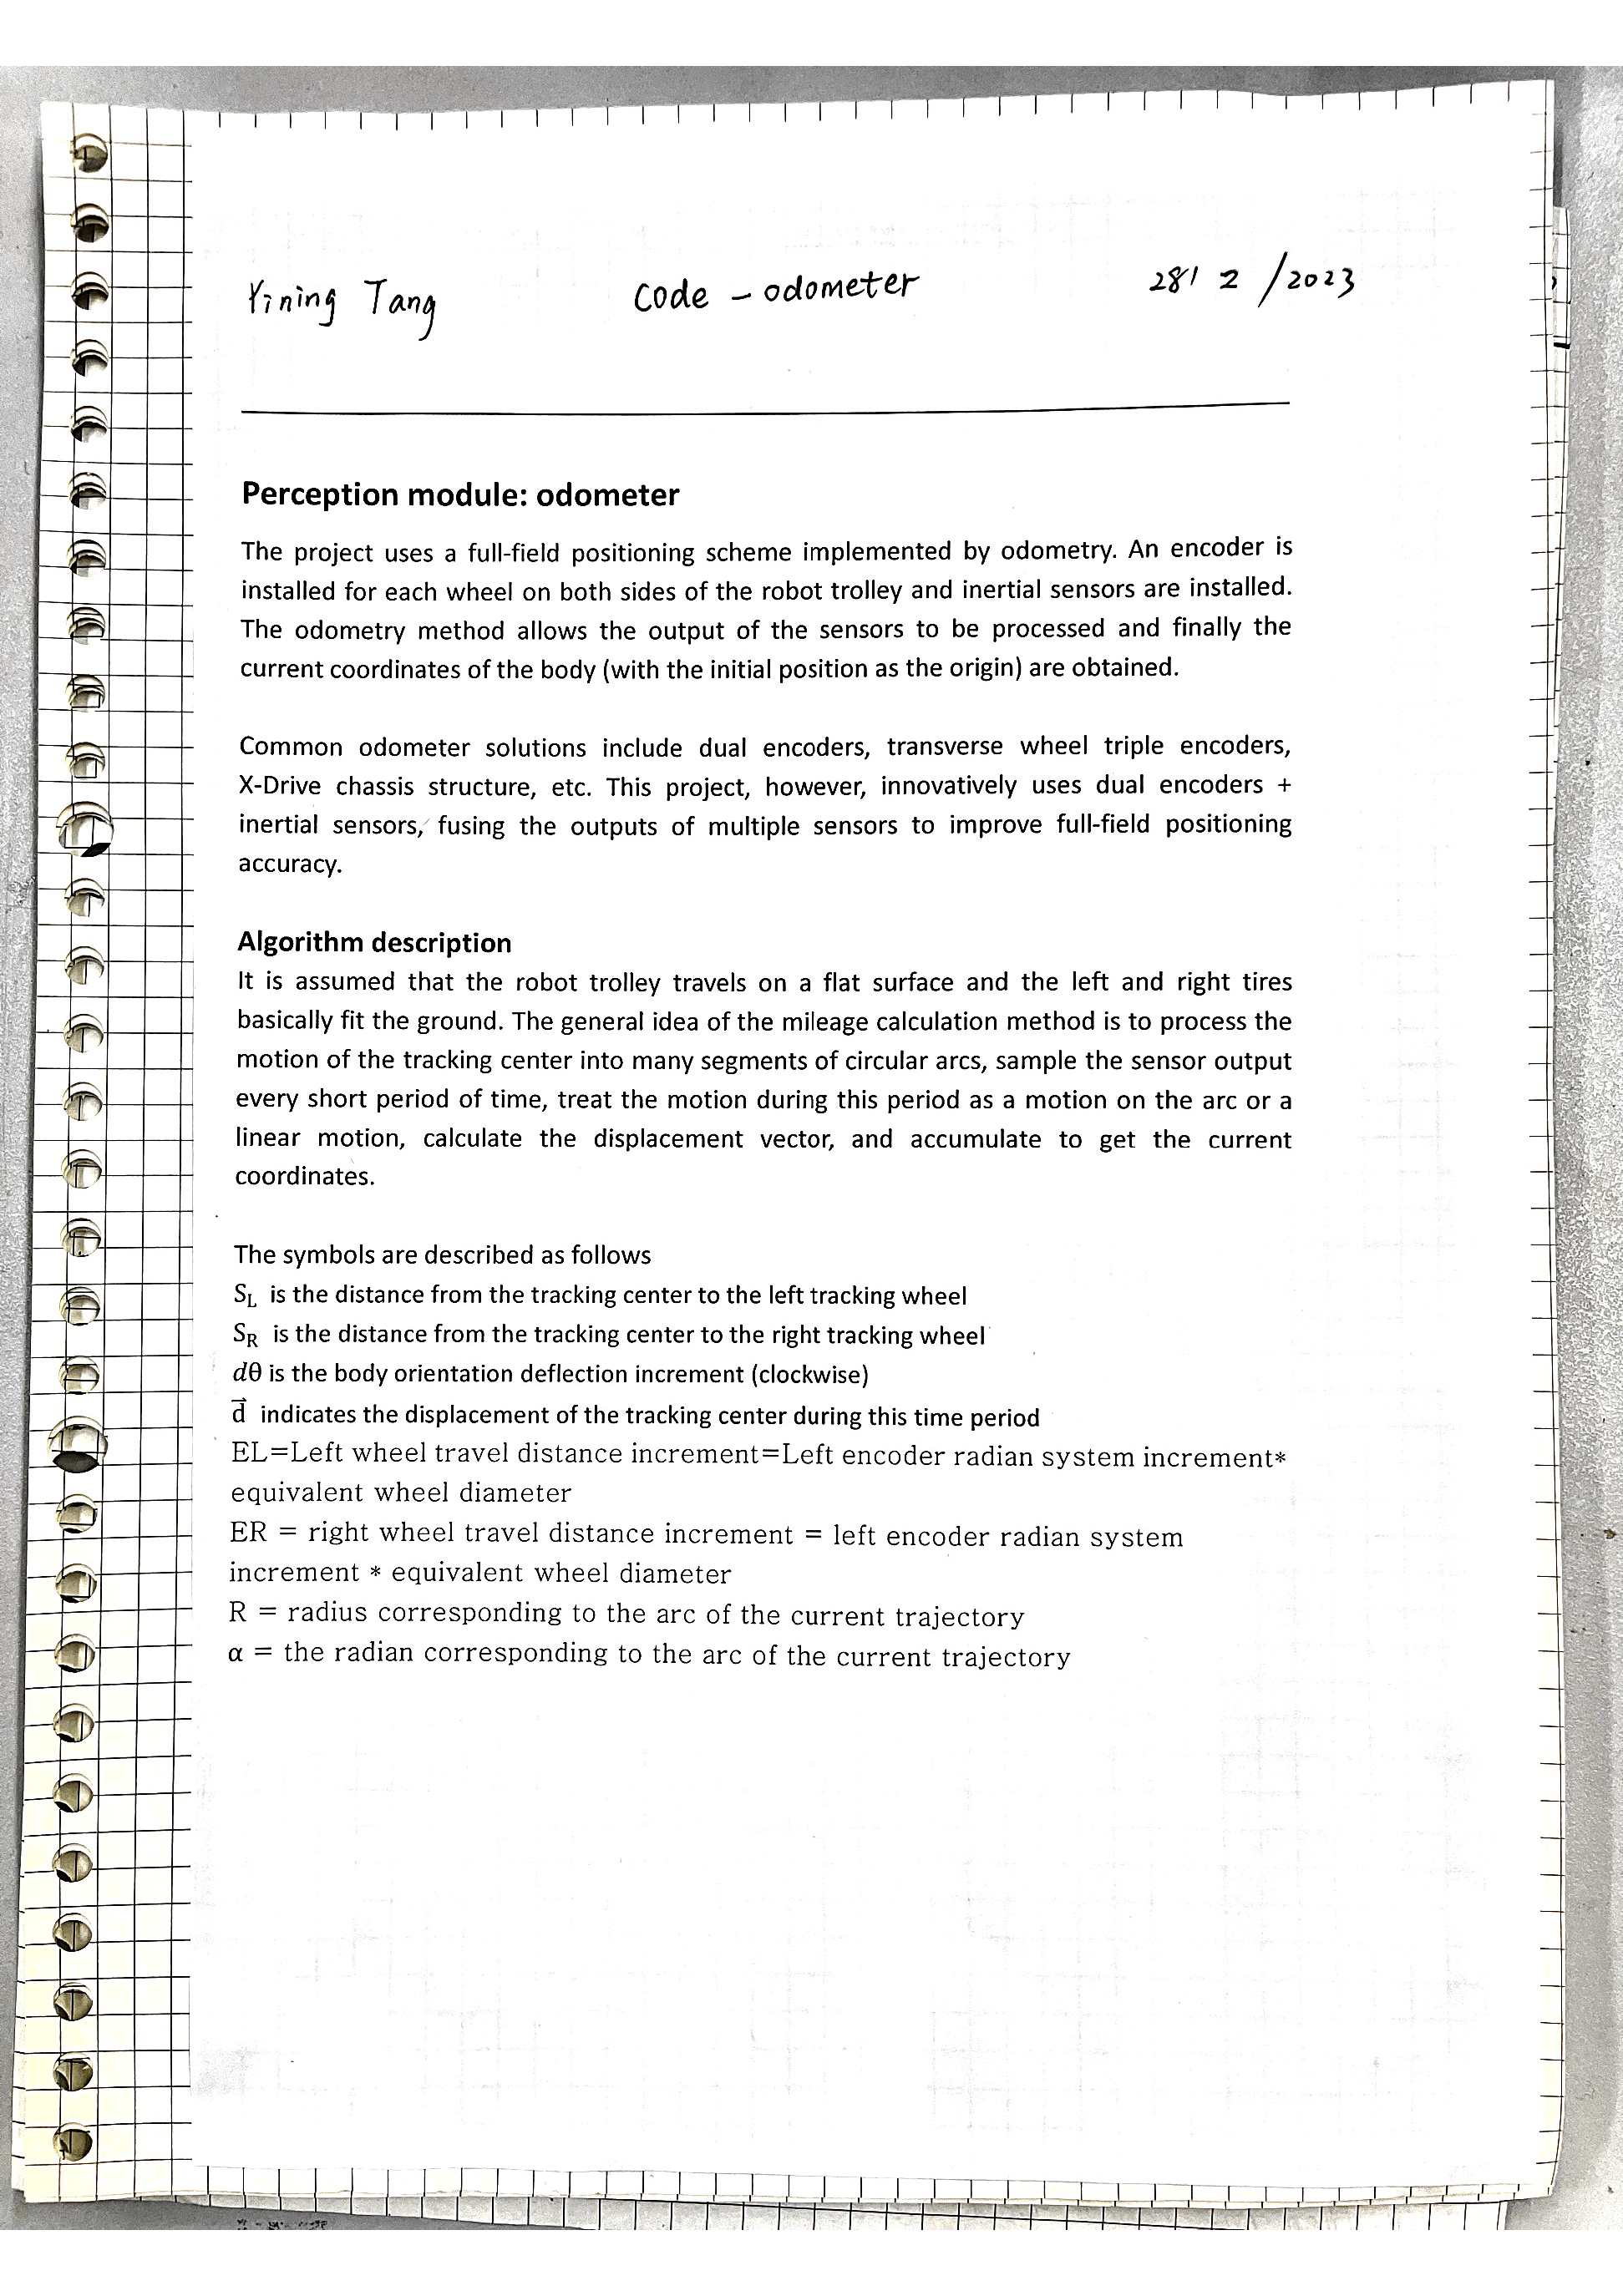 Yining Tang code - odometer 28/ 2 /2023
Perception module: odometer
The project uses a full-field positioning scheme implemented by odometry. An encoder is
installed for each wheel on both sides of the robot trolley and inertial sensors are installed.
The odometry method allows the output of the sensors to be processed and finally the
current coordinates of the body (with the initial position as the origin) are obtained.
Common odometer solutions include dual encoders, transverse wheel triple encoders,
X-Drive chassis structure, etc. This project, however, innovatively uses dual encoders +
inertial sensors, fusing the outputs of multiple sensors to improve full-field positioning
accuracy.
Algorithm description
It is assumed that the robot trolley travels on a flat surface and the left and right tires
basically fit the ground. The general idea of the mileage calculation method is to process the
motion of the tracking center into many segments of circular arcs, sample the sensor output
every short period of time, treat the motion during this period as a motion on the arc or a
linear motion, calculate the displacement vector, and accumulate to get the current
coordinates.
The symbols are described as follows
S_L is the distance from the tracking center to the left tracking wheel
S_R is the distance from the tracking center to the right tracking wheel
dθ is the body orientation deflection increment (clockwise)
d⃗ indicates the displacement of the tracking center during this time period
EL=Left wheel travel distance increment=Left encoder radian system increment*
equivalent wheel diameter
ER = right wheel travel distance increment = left encoder radian system
increment * equivalent wheel diameter
R = radius corresponding to the arc of the current trajectory
α = the radian corresponding to the arc of the current trajectory